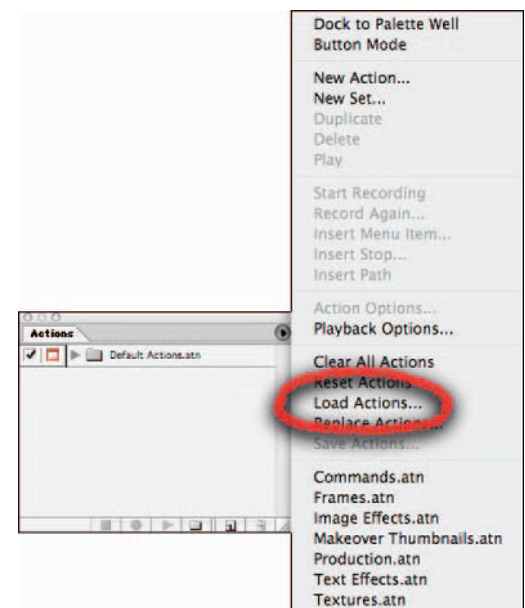 Dock to Palette Well
Button Mode
New Action...
New Set...
Duplicate
Delete
Play
Start Recording
Record Again...
Insert Menu Item...
Insert Stop...
Insert Path
Action Options...
Playback Options...
Clear All Actions
Reset Actions
Load Actions...
Replace Actions...
Save Actions...
Commands.atn
Frames.atn
Image Effects.atn
Makeover Thumbnails.atn
Production.atn
Text Effects.atn
Textures.atn
Actions
Default Actions.atn